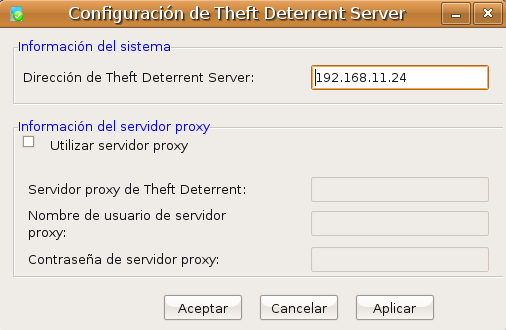 Configuración de Theft Deterrent Server
Información del sistema
Dirección de Theft Deterrent Server: 192.168.11.24
Información del servidor proxy
Utilizar servidor proxy
Servidor proxy de Theft Deterrent:
Nombre de usuario de servidor
proxy:
Contraseña de servidor proxy:
Aceptar Cancelar Aplicar